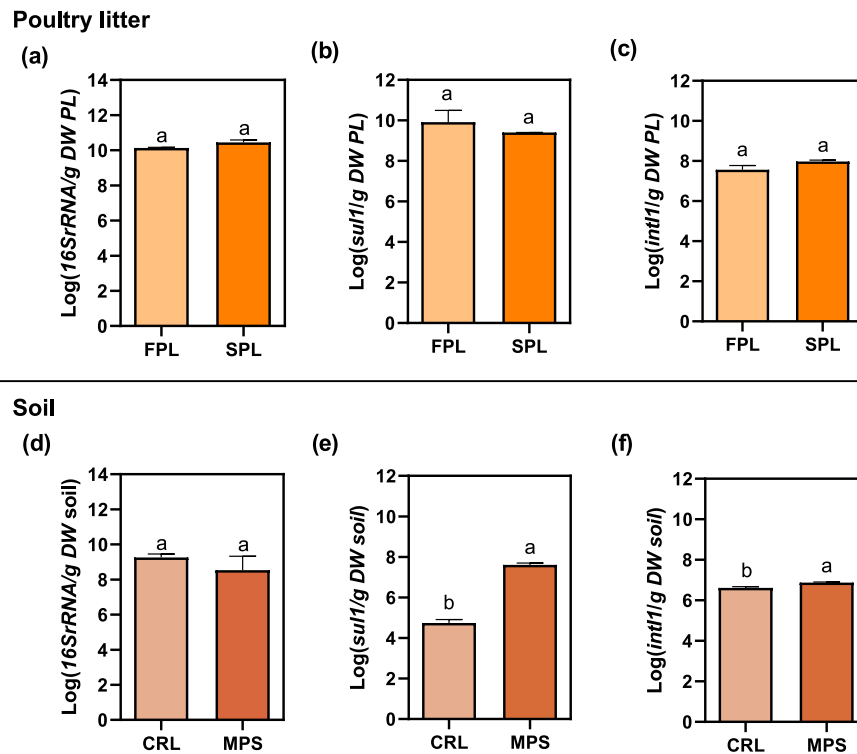 Poultry litter
(a)
Log(16SrRNA/g DW PL)
14
12
10
8
6
4
2
0
a
a
FPL
SPL
(b)
Log(sul1/g DW PL)
12
10
8
6
4
2
0
a
a
FPL
SPL
(c)
Log(intI1/g DW PL)
12
10
8
6
4
2
0
a
a
FPL
SPL
Soil
(d)
Log(16SrRNA/g DW soil)
14
12
10
8
6
4
2
0
a
a
CRL
MPS
(e)
Log(sul1/g DW soil)
12
10
8
6
4
2
0
b
a
CRL
MPS
(f)
Log(intI1/g DW soil)
12
10
8
6
4
2
0
b
a
CRL
MPS